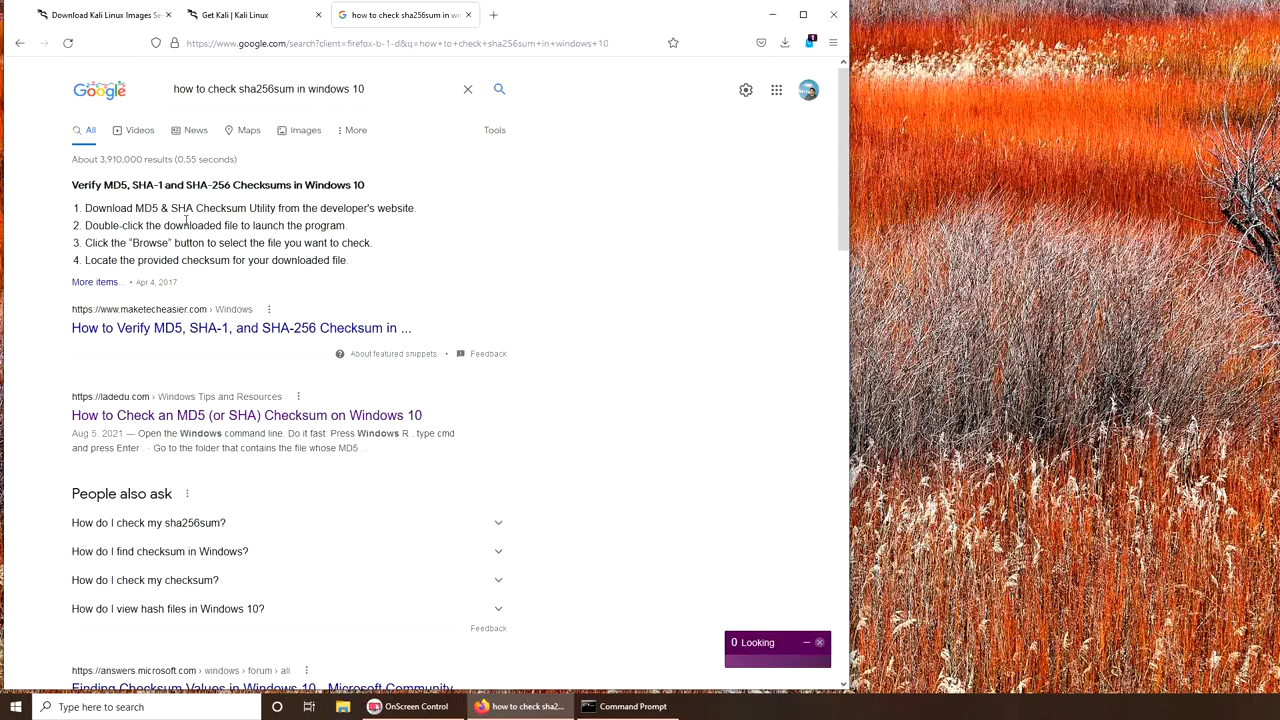 Download Kali Linux Images Se
Get Kali | Kali Linux
how to check sha256sum in wi
https://www.google.com/search?client=firefox-b-1-d&q=how+to+check+sha256sum+in+windows+10
1
Google
how to check sha256sum in windows 10
All
Videos
News
Maps
Images
More
Tools
About 3,910,000 results (0.55 seconds)
Verify MD5, SHA-1 and SHA-256 Checksums in Windows 10
1. Download MD5 & SHA Checksum Utility from the developer's website.
2. Double-click the downloaded file to launch the program.
3. Click the "Browse" button to select the file you want to check.
4. Locate the provided checksum for your downloaded file.
More items... • Apr 4, 2017
https://www.maketecheasier.com › Windows
How to Verify MD5, SHA-1, and SHA-256 Checksum in ...
About featured snippets • Feedback
https://ladedu.com › Windows Tips and Resources
How to Check an MD5 (or SHA) Checksum on Windows 10
Aug 5, 2021 — Open the Windows command line. Do it fast: Press Windows R . type cmd
and press Enter . · Go to the folder that contains the file whose MD5 ...
People also ask
How do I check my sha256sum?
How do I find checksum in Windows?
How do I check my checksum?
How do I view hash files in Windows 10?
Feedback
0 Looking
https://answers.microsoft.com › windows › forum › all
Finding Checksum Values in Windows 10 - Microsoft Community
Type here to search
OnScreen Control
how to check sha2...
Command Prompt